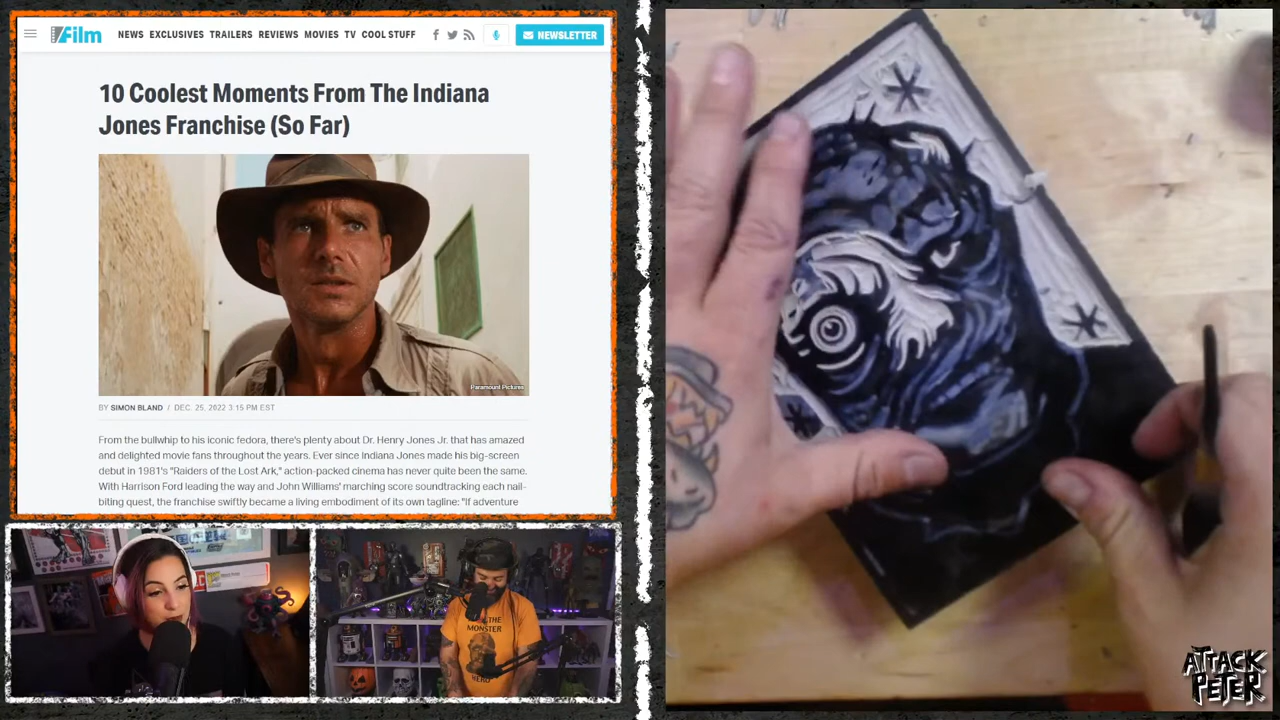 /Film
NEWS EXCLUSIVES TRAILERS REVIEWS MOVIES TV COOL STUFF
NEWSLETTER
10 Coolest Moments From The Indiana
Jones Franchise (So Far)
Paramount Pictures
BY SIMON BLAND / DEC. 25, 2022 3:15 PM EST
From the bullwhip to his iconic fedora, there's plenty about Dr. Henry Jones Jr. that has amazed
and delighted movie fans throughout the years. Ever since Indiana Jones made his big-screen
debut in 1981's "Raiders of the Lost Ark," action-packed cinema has never quite been the same.
With Harrison Ford leading the way and John Williams' marching score soundtracking each nail-
biting quest, the franchise swiftly became a living embodiment of its own tagline: "If adventure
THE
MONSTER
HERO
ATTACK
PETER